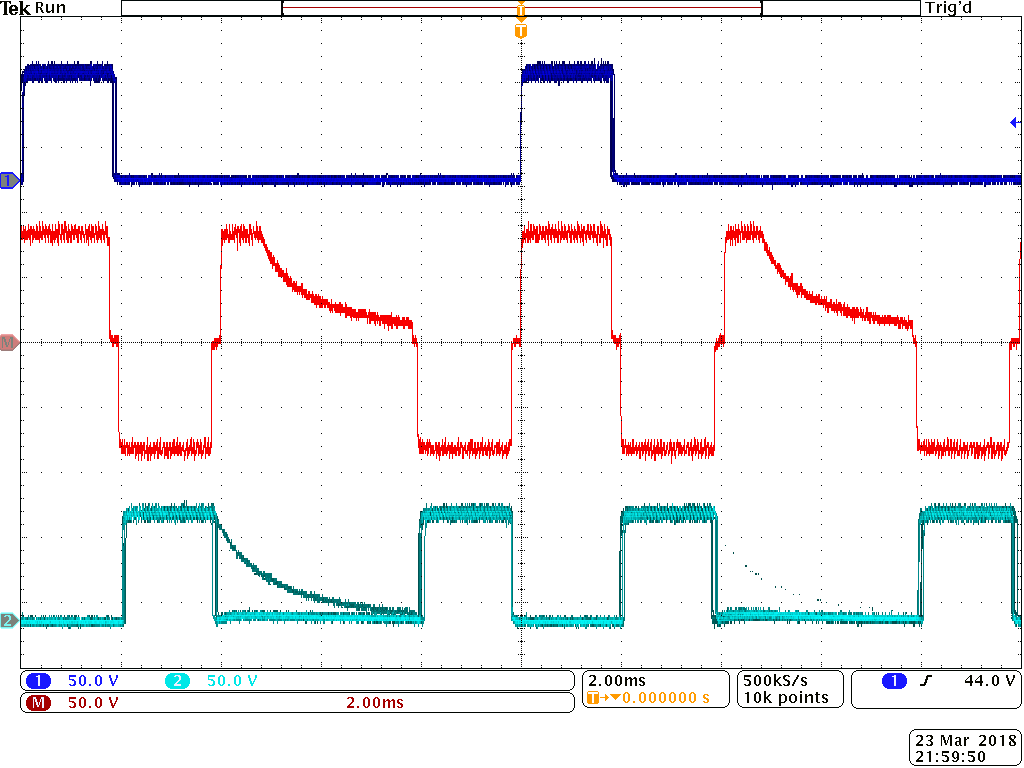 Tek Run Trig'd
T
T
1
M
2
1 50.0 V 2 50.0 V
M 50.0 V 2.00ms
2.00ms
T→▼0.000000 s
500kS/s
10k points
1 44.0 V
23 Mar 2018
21:59:50